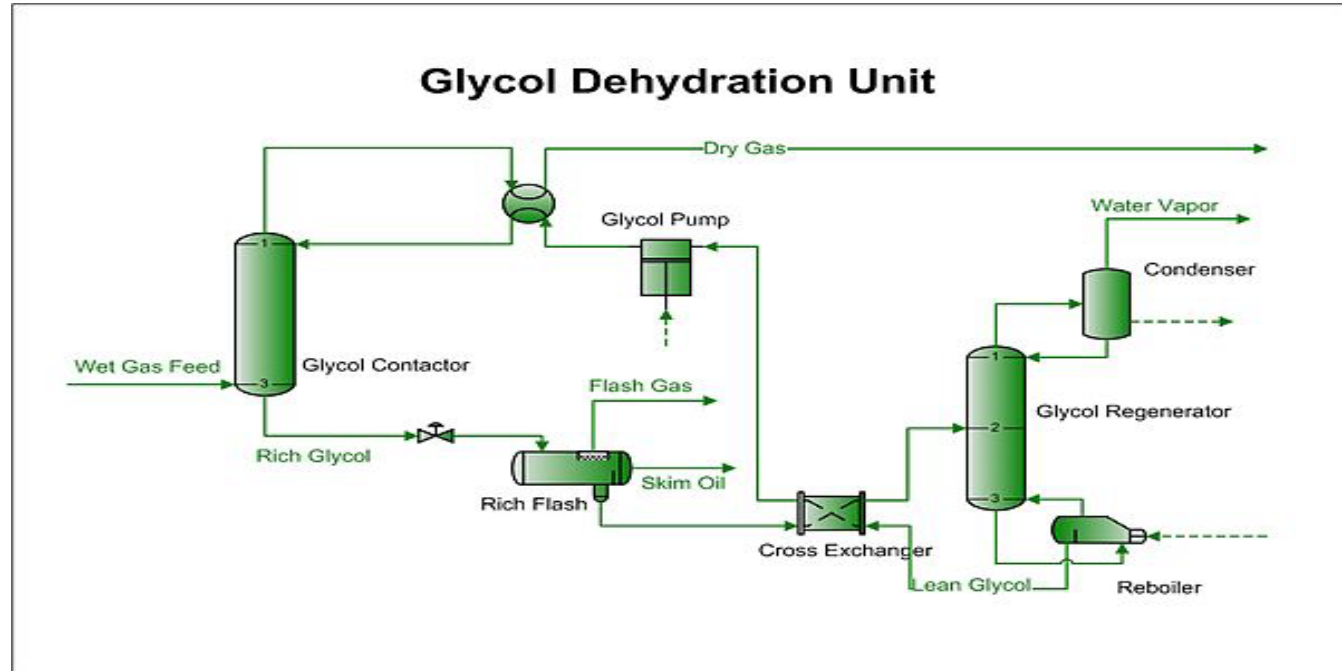 Glycol Dehydration Unit
Dry Gas
Water Vapor
Glycol Pump
Condenser
1
Wet Gas Feed
Glycol Contactor
3
Flash Gas
1
Glycol Regenerator
2
Rich Glycol
Skim Oil
Rich Flash
3
Cross Exchanger
Lean Glycol
Reboiler